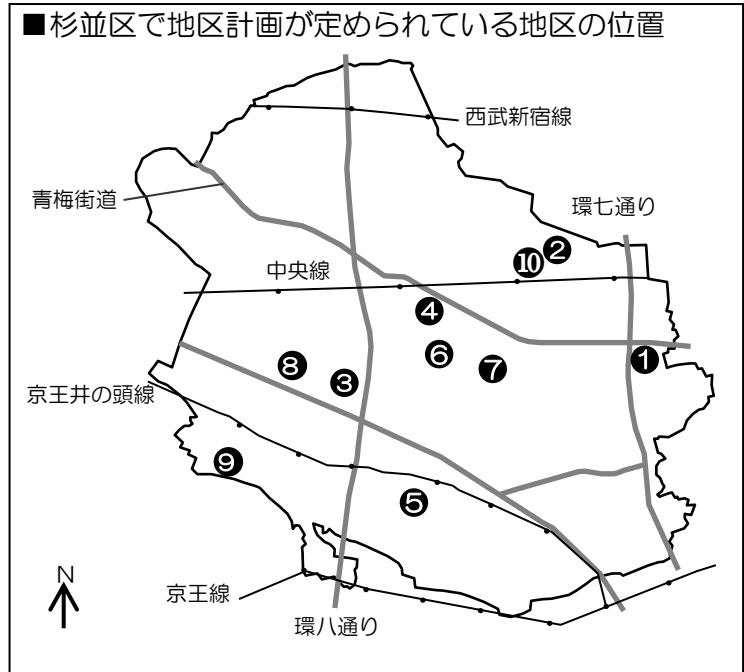 ■杉並区で地区計画が定められている地区の位置
西武新宿線
青梅街道
環七通り
❷
❿
中央線
❹
❶
❻
❼
❽
❸
京王井の頭線
❾
❺
N
京王線
環八通り